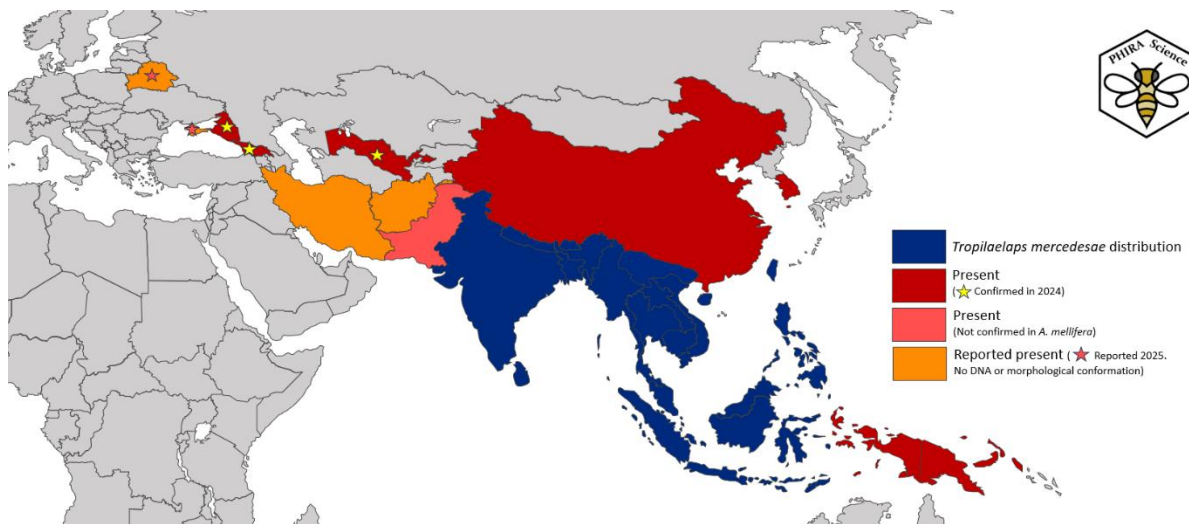 PHIRA Science
Tropilaelaps mercedesae distribution
Present
(Confirmed in 2024)
Present
(Not confirmed in A. mellifera)
Reported present ( Reported 2025.
No DNA or morphological conformation)